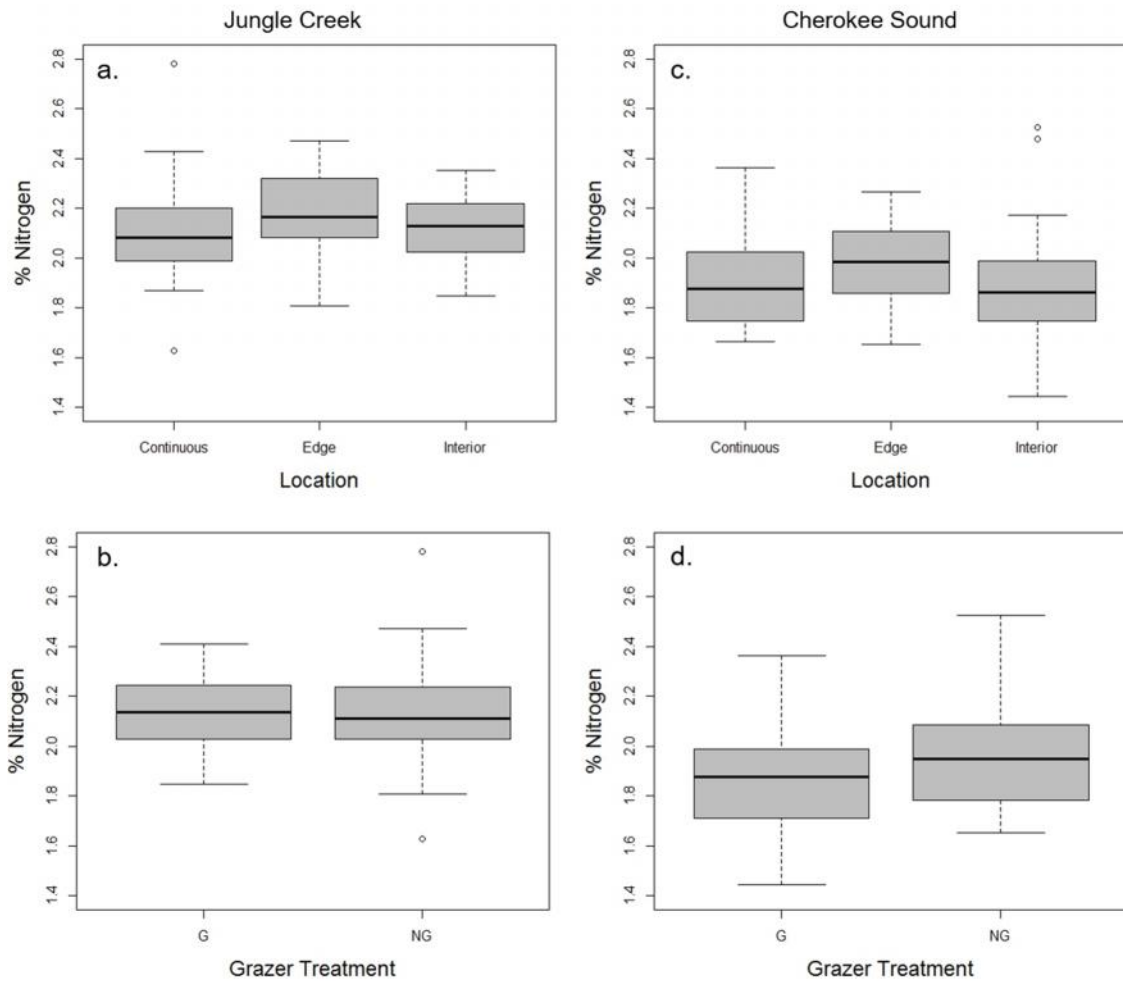 Jungle Creek
a.
% Nitrogen
2.8
2.6
2.4
2.2
2.0
1.8
1.6
1.4
Continuous Edge Interior
Location
Cherokee Sound
c.
% Nitrogen
2.8
2.6
2.4
2.2
2.0
1.8
1.6
1.4
Continuous Edge Interior
Location
b.
% Nitrogen
2.8
2.6
2.4
2.2
2.0
1.8
1.6
1.4
G NG
Grazer Treatment
d.
% Nitrogen
2.8
2.6
2.4
2.2
2.0
1.8
1.6
1.4
G NG
Grazer Treatment